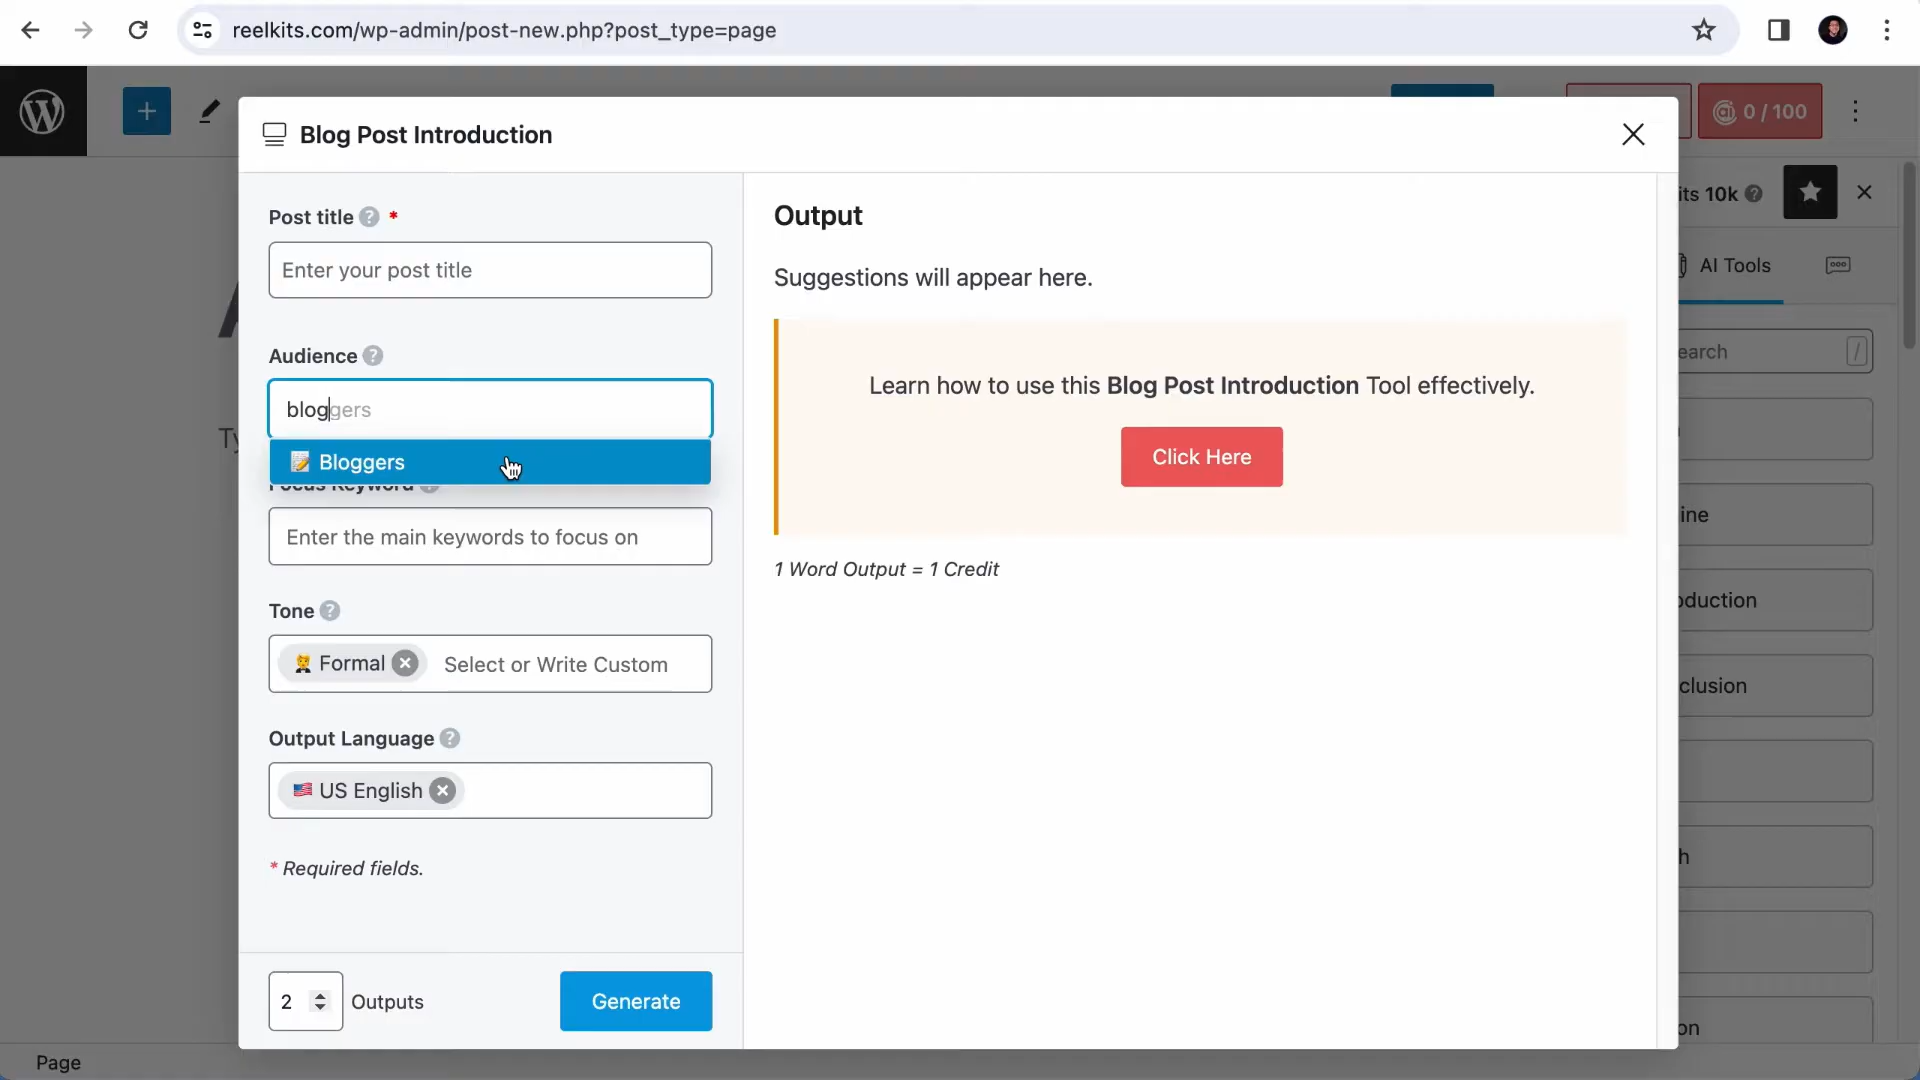 reelkits.com/wp-admin/post-new.php?post_type=page
0 / 100
Blog Post Introduction
Post title ? *
Enter your post title
Audience ?
bloggers
Bloggers
Focus Keyword
Enter the main keywords to focus on
Tone ?
Formal Select or Write Custom
Output Language ?
US English
* Required fields.
2 Outputs
Generate
Output
Suggestions will appear here.
Learn how to use this Blog Post Introduction Tool effectively.
Click Here
1 Word Output = 1 Credit
its 10k ?
AI Tools
earch /
ine
oduction
clusion
h
on
Page